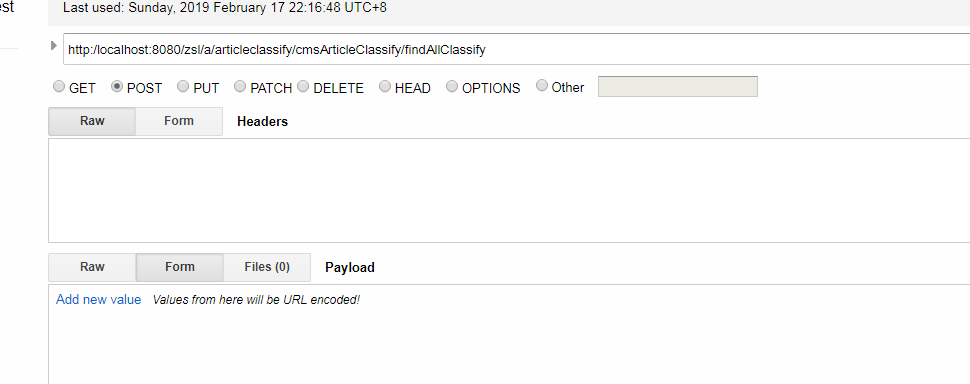 est
Last used: Sunday, 2019 February 17 22:16:48 UTC+8
http:/localhost:8080/zsl/a/articleclassify/cmsArticleClassify/findAllClassify
GET POST PUT PATCH DELETE HEAD OPTIONS Other
Raw Form Headers
Raw Form Files (0) Payload
Add new value Values from here will be URL encoded!